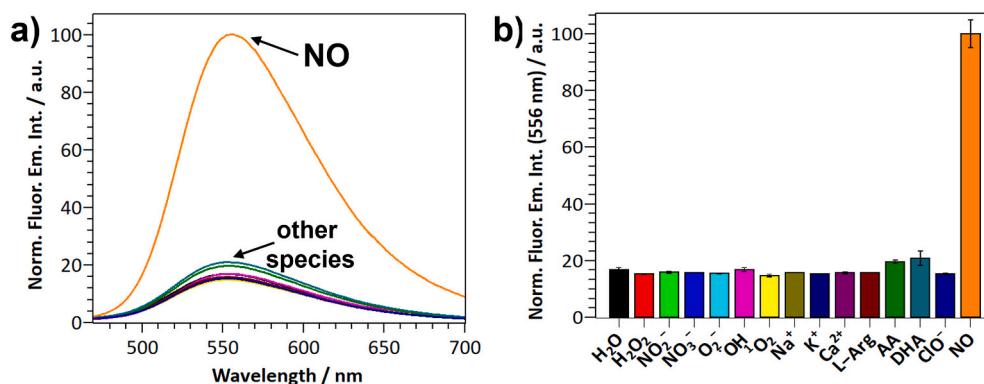 a)
Norm. Fluor. Em. Int. / a.u.
100
80
60
40
20
0
NO
other
species
500
550
600
650
700
Wavelength / nm
b)
Norm. Fluor. Em. Int. (556 nm) / a.u.
100
80
60
40
20
0
H₂O
H₂O₂
NO₂⁻
NO₃⁻
O₂⁻
OH
¹O₂
Na⁺
K⁺
Ca²⁺
L–Arg
AA
DHA
ClO⁻
NO